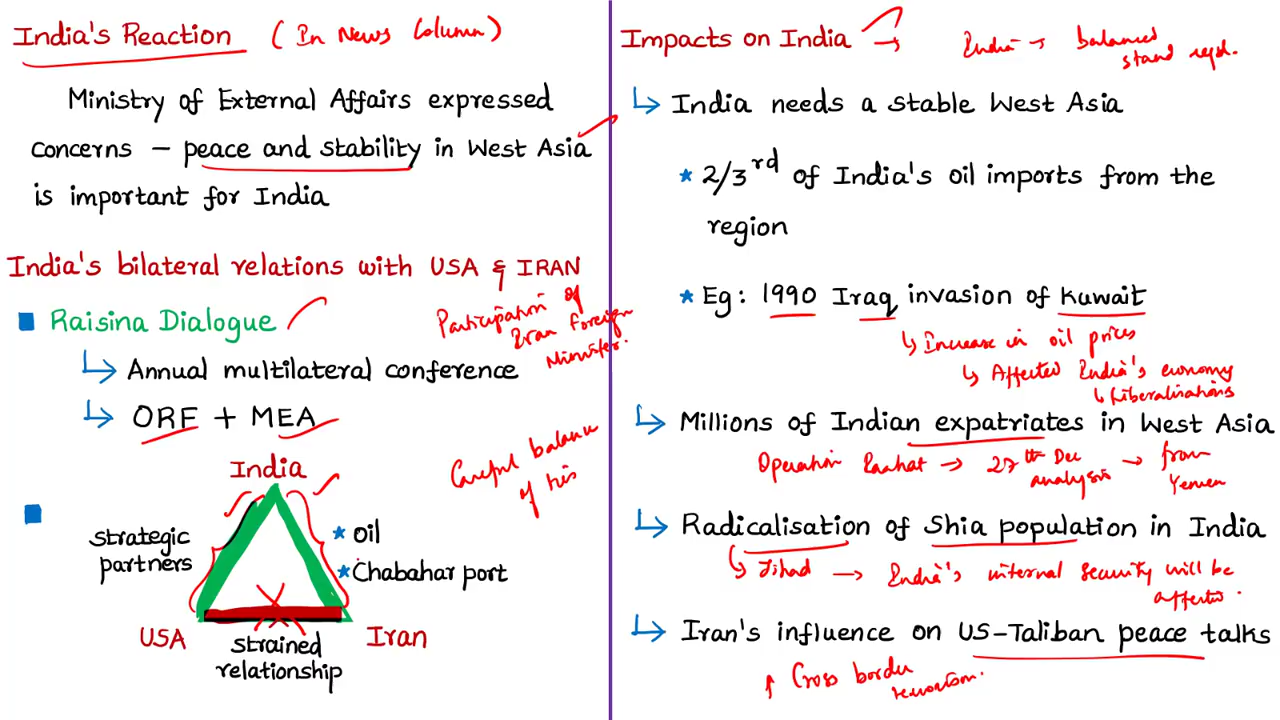 India's Reaction (In News Column)
Ministry of External Affairs expressed
concerns – peace and stability in West Asia
is important for India
India's bilateral relations with USA & IRAN
Raisina Dialogue
Participation of
Iran Foreign
Minister.
Annual multilateral conference
ORF + MEA
Careful balance
of ties
India
strategic
partners
Oil
Chabahar port
USA
Iran
strained
relationship
Impacts on India → India → balanced
stand reqd.
India needs a stable West Asia
2/3rd of India's oil imports from the
region
Eg: 1990 Iraq invasion of Kuwait
Increase in oil prices
Affected India's economy
Liberalisations
Millions of Indian expatriates in West Asia
Operation Raahat → 27th Dec → from
analysis
Yemen
Radicalisation of Shia population in India
Jihad → India's internal security will be
affected.
Iran's influence on US-Taliban peace talks
↑ Cross border
terrorism.